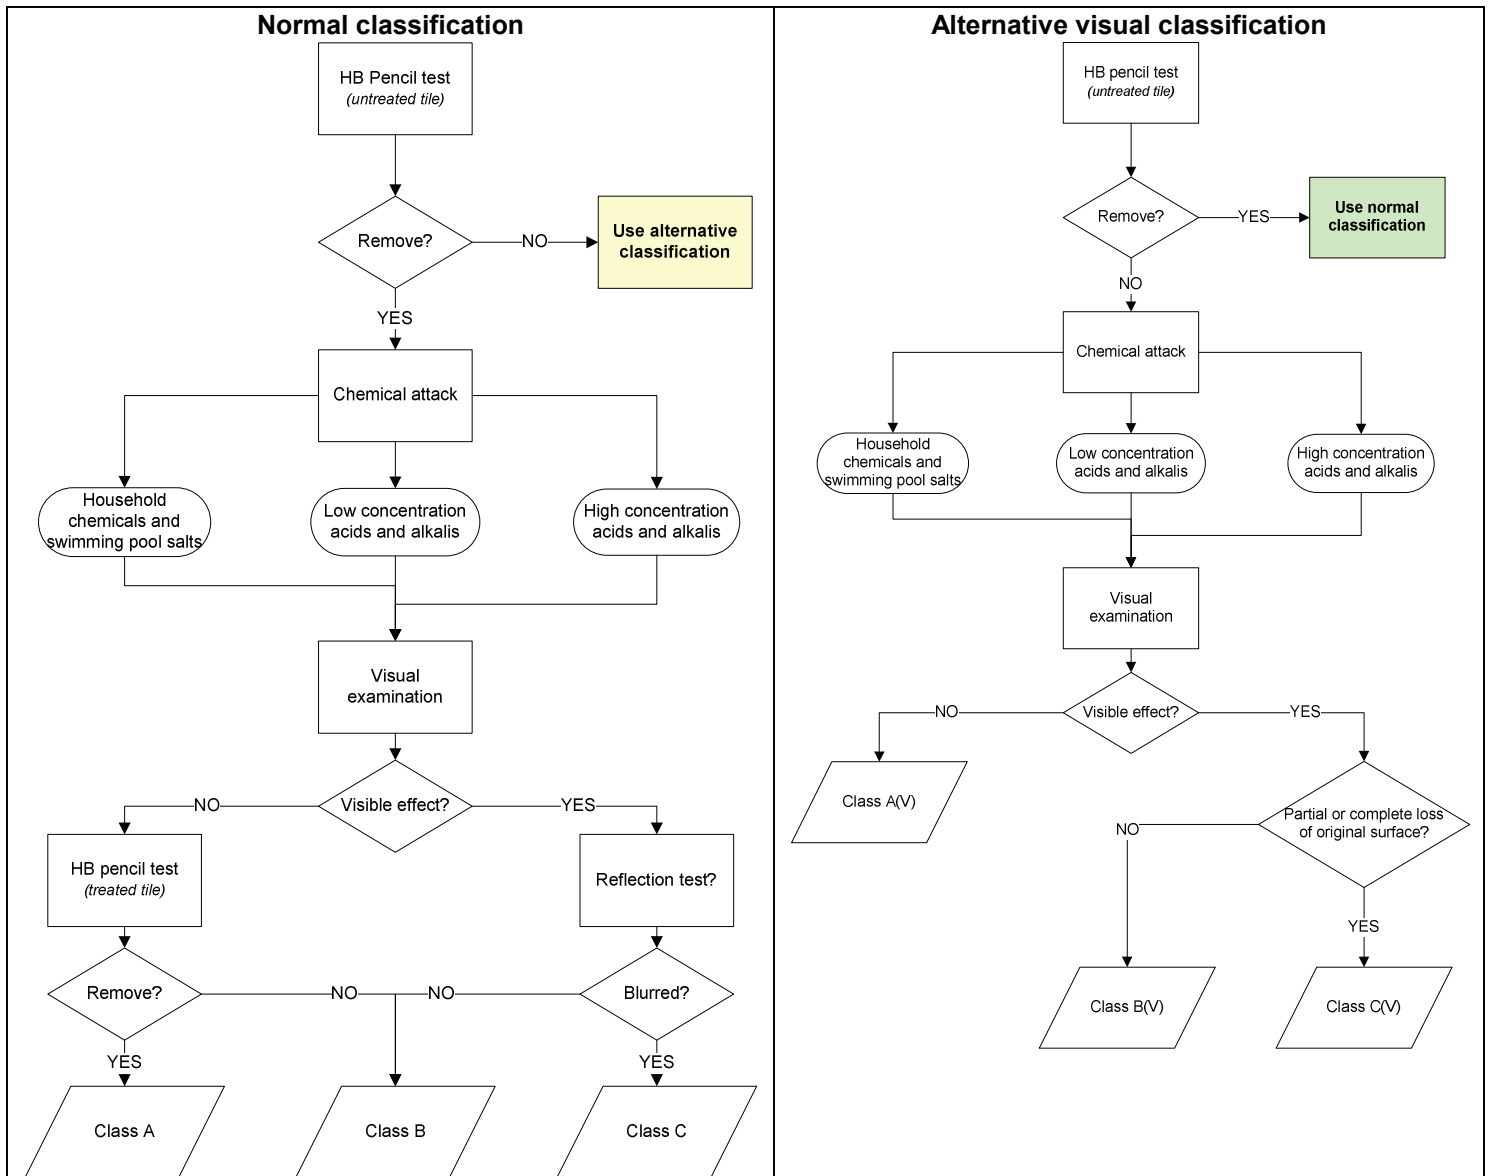 Normal classification
HB Pencil test
(untreated tile)
Remove?
NO
Use alternative
classification
YES
Chemical attack
Household
chemicals and
swimming pool salts
Low concentration
acids and alkalis
High concentration
acids and alkalis
Visual
examination
Visible effect?
NO
YES
HB pencil test
(treated tile)
Reflection test?
Remove?
NO
NO
Blurred?
YES
YES
Class A
Class B
Class C
Alternative visual classification
HB pencil test
(untreated tile)
Remove?
YES
Use normal
classification
NO
Chemical attack
Household
chemicals and
swimming pool salts
Low concentration
acids and alkalis
High concentration
acids and alkalis
Visual
examination
Visible effect?
NO
YES
Class A(V)
Partial or complete loss
of original surface?
NO
YES
Class B(V)
Class C(V)